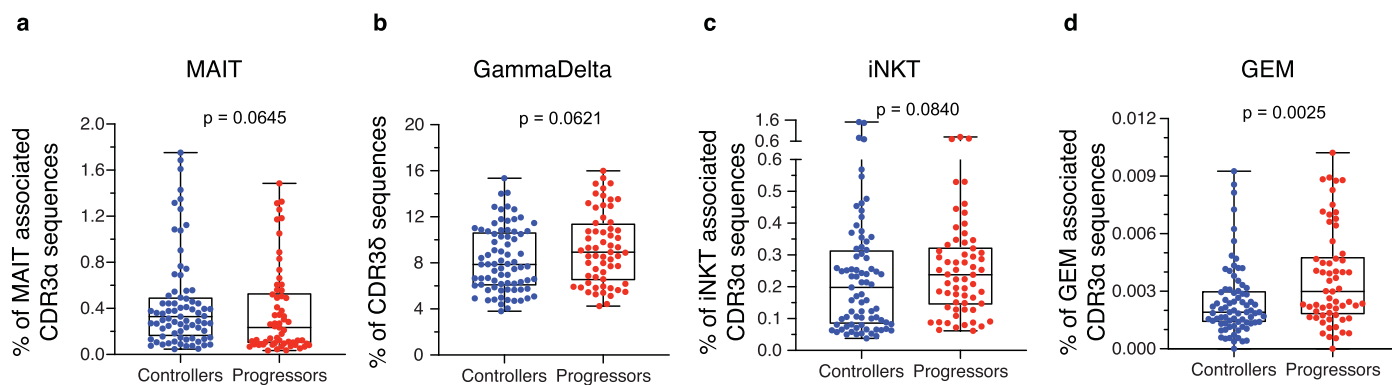 a
MAIT
p = 0.0645
% of MAIT associated
CDR3α sequences
2.0
1.6
1.2
0.8
0.4
0.0
Controllers Progressors
b
GammaDelta
p = 0.0621
% of CDR3δ sequences
20
16
12
8
4
0
Controllers Progressors
c
iNKT
p = 0.0840
% of iNKT associated
CDR3α sequences
1.6
0.6
0.6
0.5
0.4
0.3
0.2
0.1
0.0
Controllers Progressors
d
GEM
p = 0.0025
% of GEM associated
CDR3α sequences
0.012
0.009
0.006
0.003
0.000
Controllers Progressors